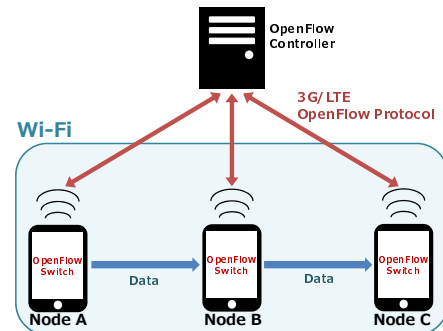 OpenFlow
Controller
3G/LTE
OpenFlow Protocol
Wi-Fi
OpenFlow
Switch
OpenFlow
Switch
OpenFlow
Switch
Data
Data
Node A
Node B
Node C